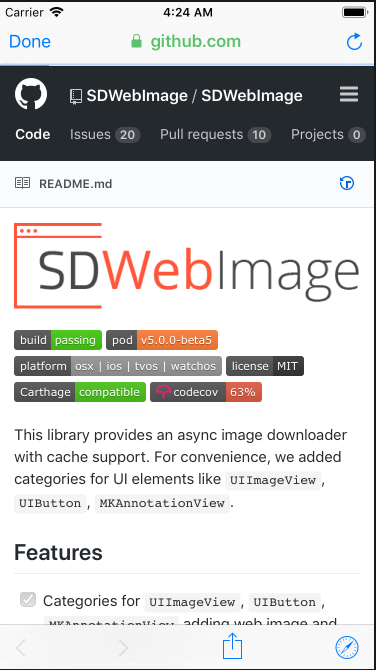 Carrier 4:24 AM
Done github.com
SDWebImage / SDWebImage
Code Issues 20 Pull requests 10 Projects 0
README.md
SDWebImage
build passing pod v5.0.0-beta5
platform osx | ios | tvos | watchos license MIT
Carthage compatible codecov 63%
This library provides an async image downloader
with cache support. For convenience, we added
categories for UI elements like UIImageView,
UIButton, MKAnnotationView.
Features
Categories for UIImageView, UIButton,
MKAnnotationView adding web image and